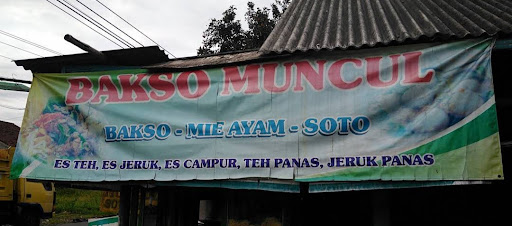 BAKSO MUNCUL
BAKSO - MIE AYAM - SOTO
ES TEH, ES JERUK, ES CAMPUR, TEH PANAS, JERUK PANAS